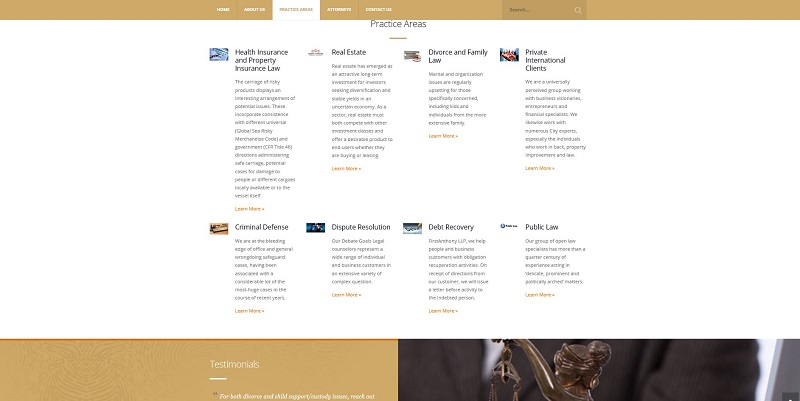 HOME ABOUT US PRACTICE AREAS ATTORNEYS CONTACT US Search...
Practice Areas
Health Insurance
and Property
Insurance Law
The carriage of risky
products displays an
interesting arrangement of
potential issues. These
incorporate consistence
with different universal
(Global Sea Risky
Merchandise Code) and
government (CFR Title 46)
directions administering
safe carriage, potential
cases for damage to
people or different cargoes
locally available or to the
vessel itself.
Learn More »
Real Estate
Real estate has emerged as
an attractive long-term
investment for investors
seeking diversification and
stable yields in an
uncertain economy. As a
sector, real estate must
both compete with other
investment classes and
offer a desirable product to
end users whether they
are buying or leasing.
Learn More »
Divorce and Family
Law
Marital and organization
issues are regularly
upsetting for those
specifically concerned,
including kids and
individuals from the more
extensive family.
Learn More »
Private
International
Clients
We are a universally
perceived group working
with business visionaries,
entrepreneurs and
financial specialists. We
likewise work with
numerous City experts,
especially the individuals
who work in back, property
improvement and law.
Learn More »
Criminal Defense
We are at the bleeding
edge of office and general
wrongdoing safeguard
cases, having been
associated with a
considerable lot of the
most-huge cases in the
course of recent years.
Learn More »
Dispute Resolution
Our Debate Goals Legal
counselors represent a
wide range of individual
and business customers in
an extensive variety of
complex question.
Learn More »
Debt Recovery
FirstAnthony LLP, we help
people and business
customers with obligation
recuperation activities. On
receipt of directions from
our customer, we will issue
a letter before activity to
the indebted person.
Learn More »
Public Law
Public Law
Our group of open law
specialists has more than a
quarter century of
experience acting in
'delicate, prominent and
politically arched' matters.
Learn More »
Testimonials
For both divorce and child support/custody issues, reach out